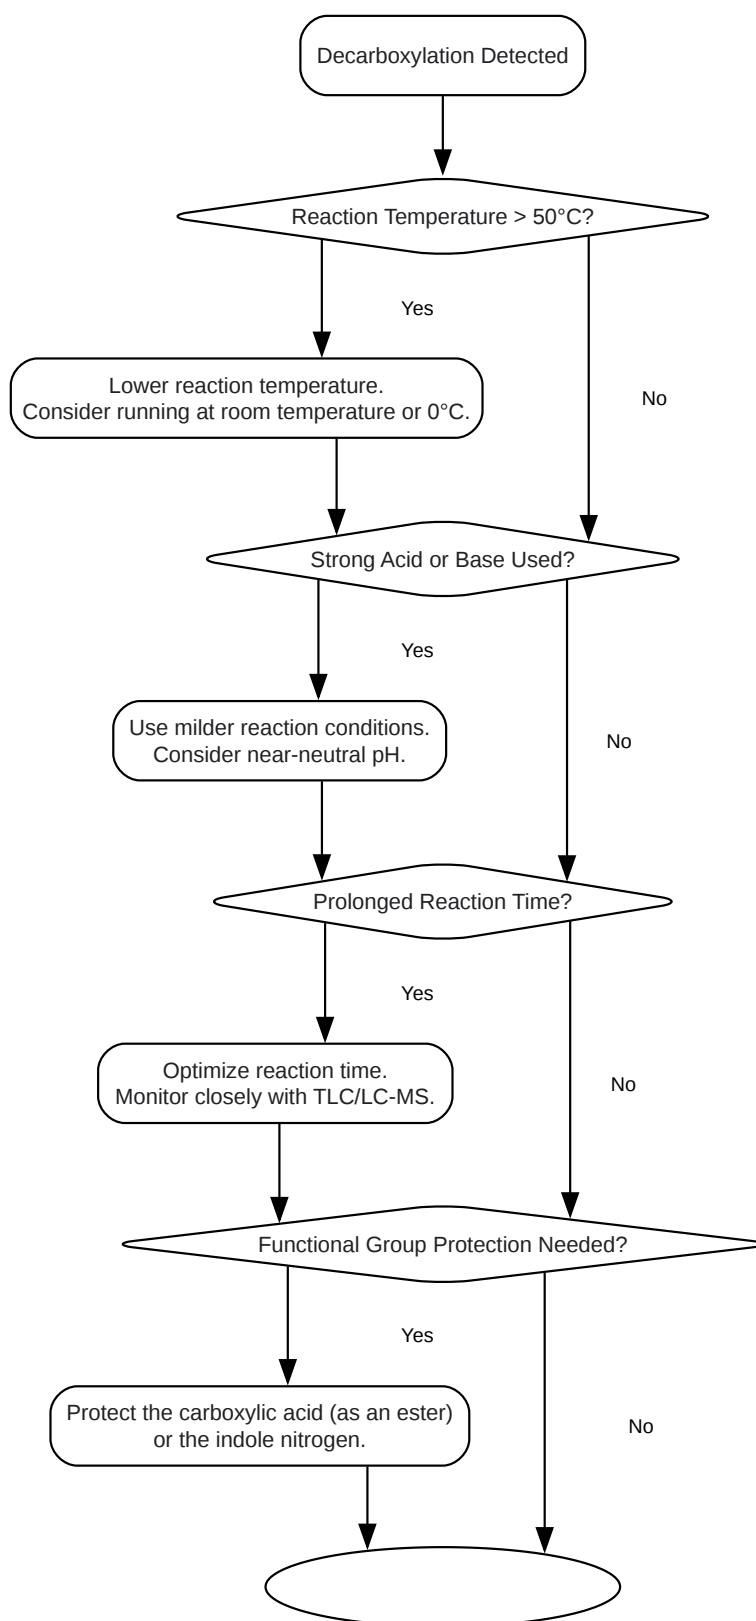 Decarboxylation Detected
Reaction Temperature > 50°C?
Yes
Lower reaction temperature.
Consider running at room temperature or 0°C.
No
Strong Acid or Base Used?
Yes
Use milder reaction conditions.
Consider near-neutral pH.
No
Prolonged Reaction Time?
Yes
Optimize reaction time.
Monitor closely with TLC/LC-MS.
No
Functional Group Protection Needed?
Yes
Protect the carboxylic acid (as an ester)
or the indole nitrogen.
No